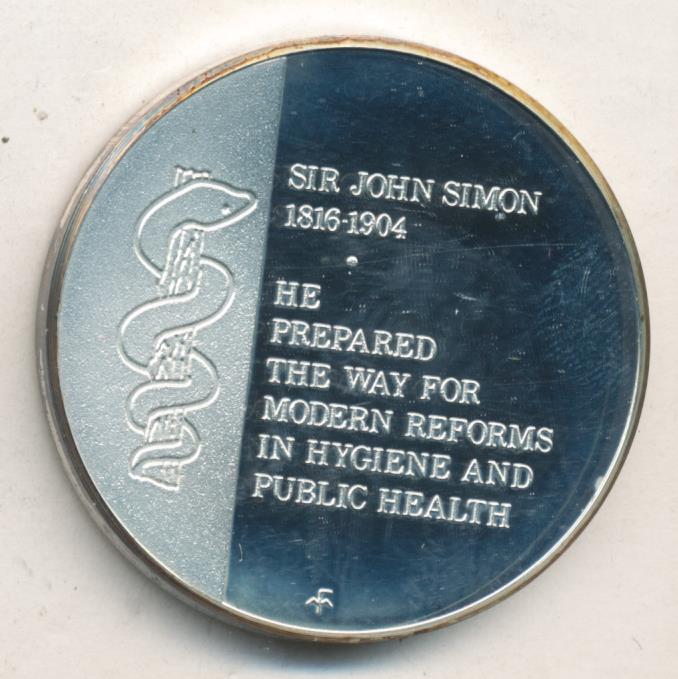 SIR JOHN SIMON
1816-1904
HE
PREPARED
THE WAY FOR
MODERN REFORMS
IN HYGIENE AND
PUBLIC HEALTH